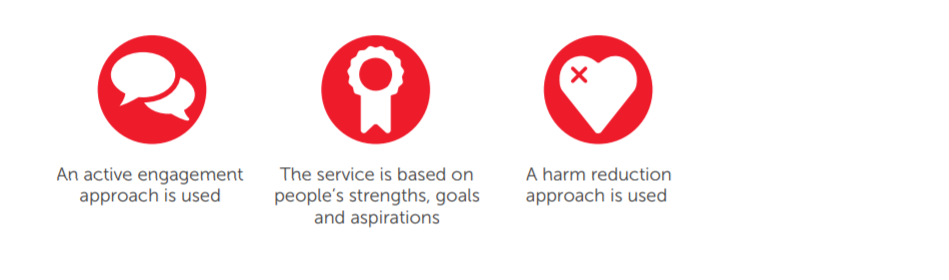 An active engagement
approach is used
The service is based on
people's strengths, goals
and aspirations
A harm reduction
approach is used